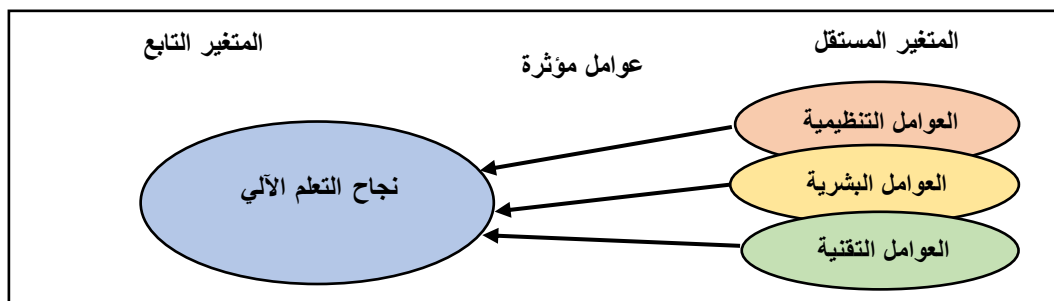 المتغير المستقل
المتغير التابع
عوامل مؤثرة
العوامل التنظيمية
العوامل البشرية
نجاح التعلم الآلي
العوامل التقنية